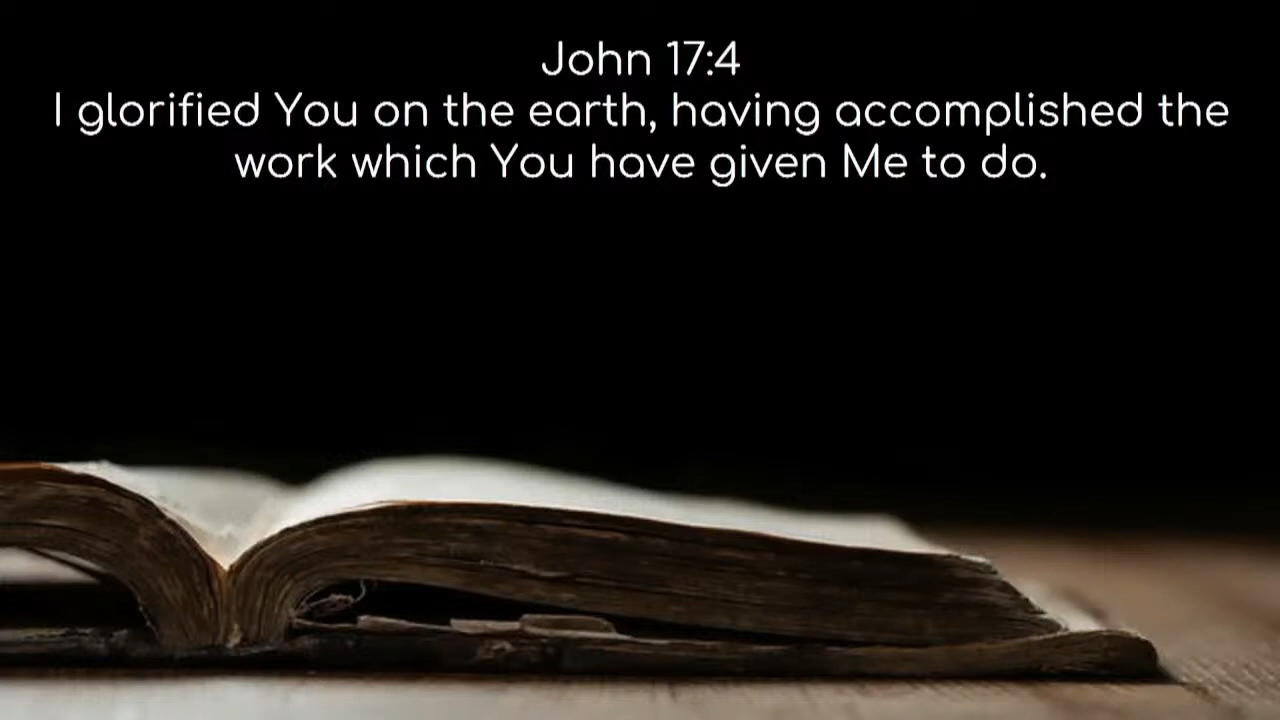 John 17:4
I glorified You on the earth, having accomplished the
work which You have given Me to do.